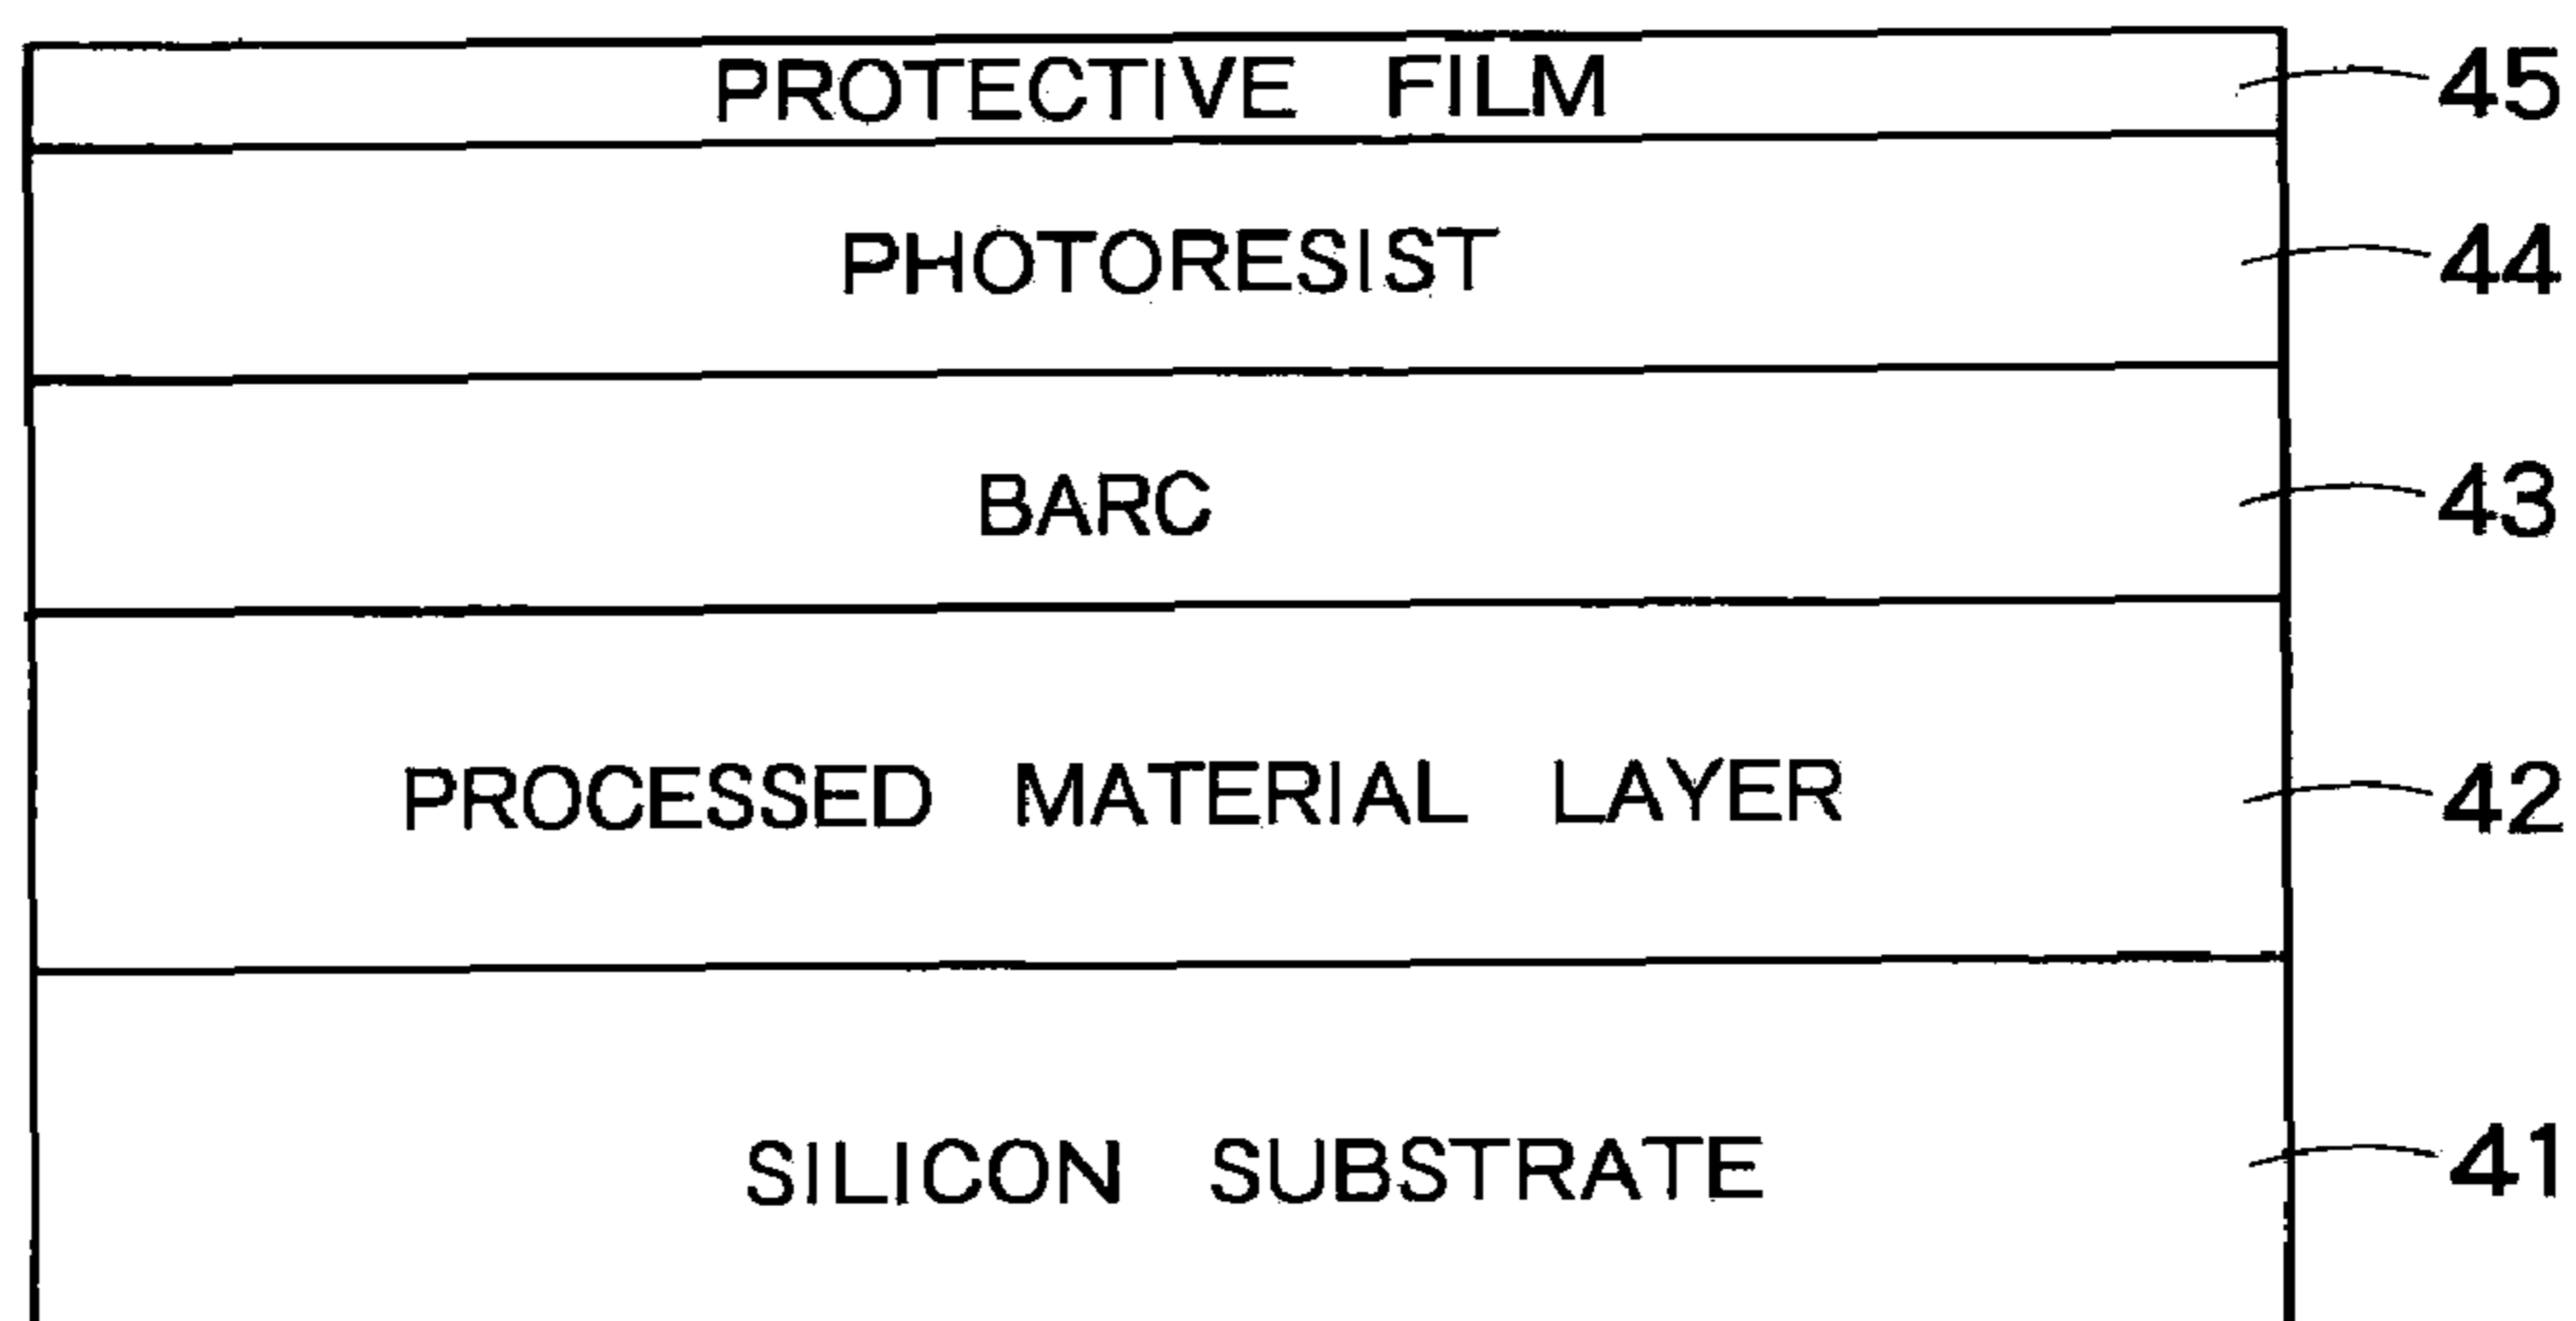 PROTECTIVE FILM 45
PHOTORESIST 44
BARC 43
PROCESSED MATERIAL LAYER 42
SILICON SUBSTRATE 41